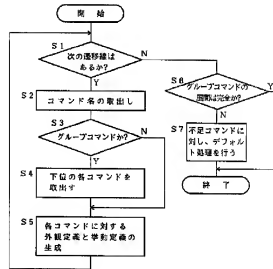 開始
S1
次の遷移線は
あるか?
N
Y
S2
コマンド名の取出し
S3
グループコマンドか?
N
Y
S4
下位の各コマンドを
取出す
S5
各コマンドに対する
外観定義と挙動定義の
生成
S6
グループコマンドの
展開は完全か?
N
Y
S7
不足コマンドに
対し、デフォル
ト処理を行う
終了